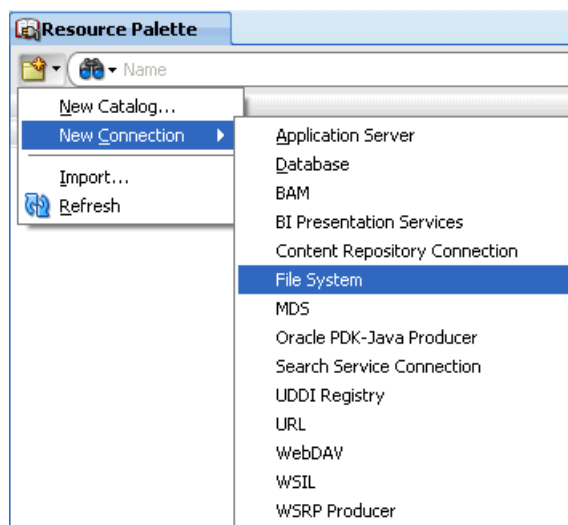 Resource Palette
Name
New Catalog...
New Connection
Import...
Refresh
Application Server
Database
BAM
BI Presentation Services
Content Repository Connection
File System
MDS
Oracle PDK-Java Producer
Search Service Connection
UDDI Registry
URL
WebDAV
WSIL
WSRP Producer